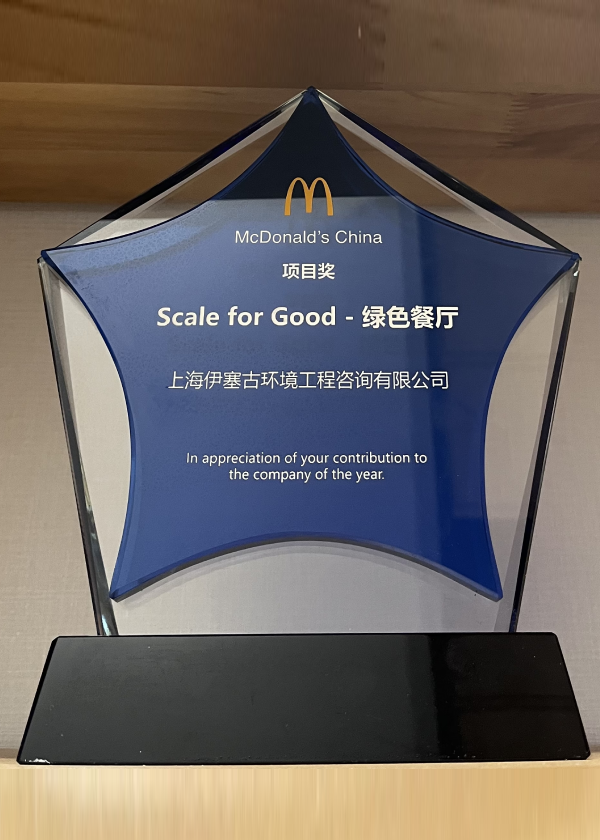 McDonald's China
项目奖
Scale for Good - 绿色餐厅
上海伊塞古环境工程咨询有限公司
In appreciation of your contribution to
the company of the year.